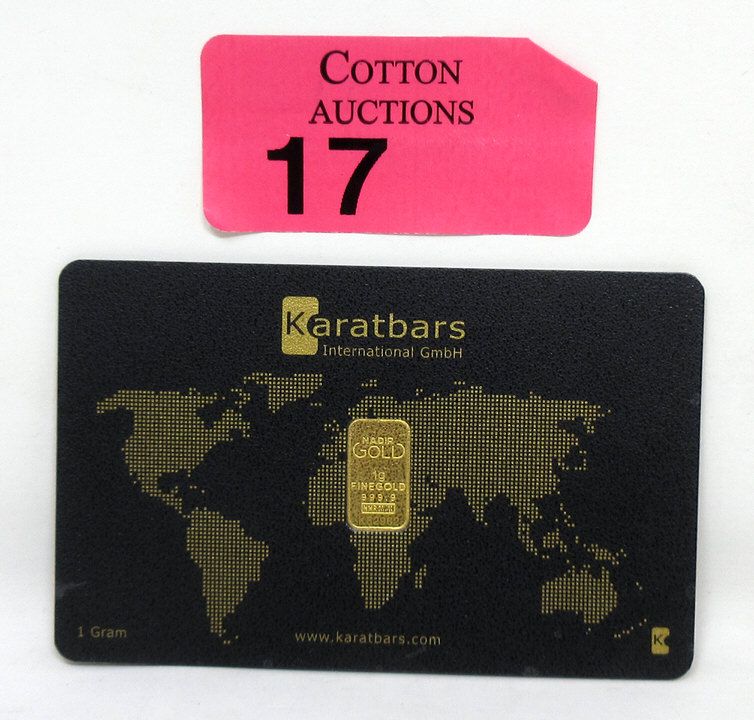 COTTON
AUCTIONS
17
Karatbars
International GmbH
NADIR
GOLD
1g
FINEGOLD
999.9
1 Gram
www.karatbars.com
K